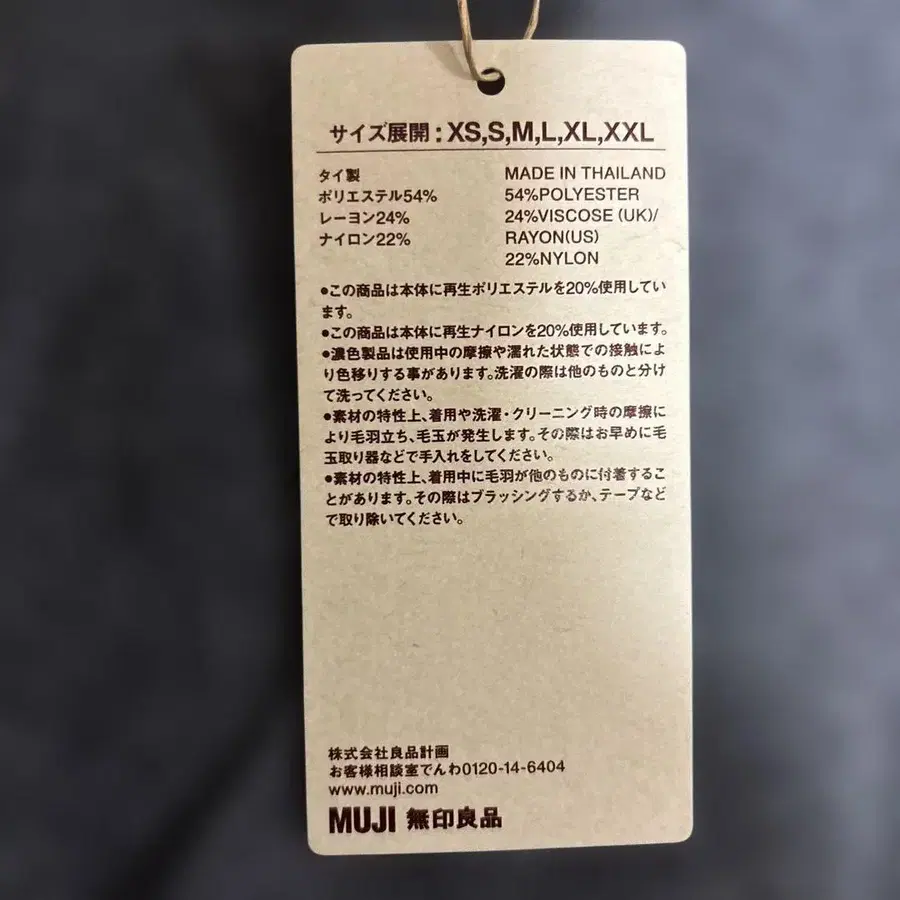 サイズ展開：XS,S,M,L,XL,XXL
タイ製
ポリエステル54%
レーヨン24%
ナイロン22%
MADE IN THAILAND
54%POLYESTER
24%VISCOSE (UK)/
RAYON(US)
22%NYLON
●この商品は本体に再生ポリエステルを20%使用してい
ます。
●この商品は本体に再生ナイロンを20%使用しています。
●濃色製品は使用中の摩擦や濡れた状態での接触によ
り色移りする事があります。洗濯の際は他のものと分け
て洗ってください。
●素材の特性上、着用や洗濯・クリーニング時の摩擦に
より毛羽立ち、毛玉が発生します。その際はお早めに毛
玉取り器などで手入れをしてください。
●素材の特性上、着用中に毛羽が他のものに付着するこ
とがあります。その際はブラッシングするか、テープなど
で取り除いてください。
株式会社良品計画
お客様相談室でんわ0120-14-6404
www.muji.com
MUJI 無印良品